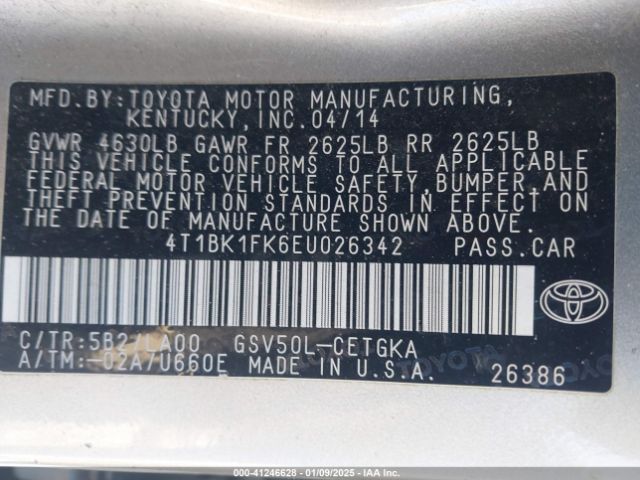 MFD. BY: TOYOTA MOTOR MANUFACTURING,
KENTUCKY, INC. 04/14
GVWR 4630LB GAWR FR 2625LB RR 2625LB
THIS VEHICLE CONFORMS TO ALL APPLICABLE
FEDERAL MOTOR VEHICLE SAFETY, BUMPER, AND
THEFT PREVENTION STANDARDS IN EFFECT ON
THE DATE OF MANUFACTURE SHOWN ABOVE.
4T1BK1FK6EU026342 PASS. CAR
C/TR: 5B2/LA00 GSV50L-CETGKA
A/TM: -02A/U660E MADE IN U.S.A. 26386
000-41246628 - 01/09/2025 - IAA